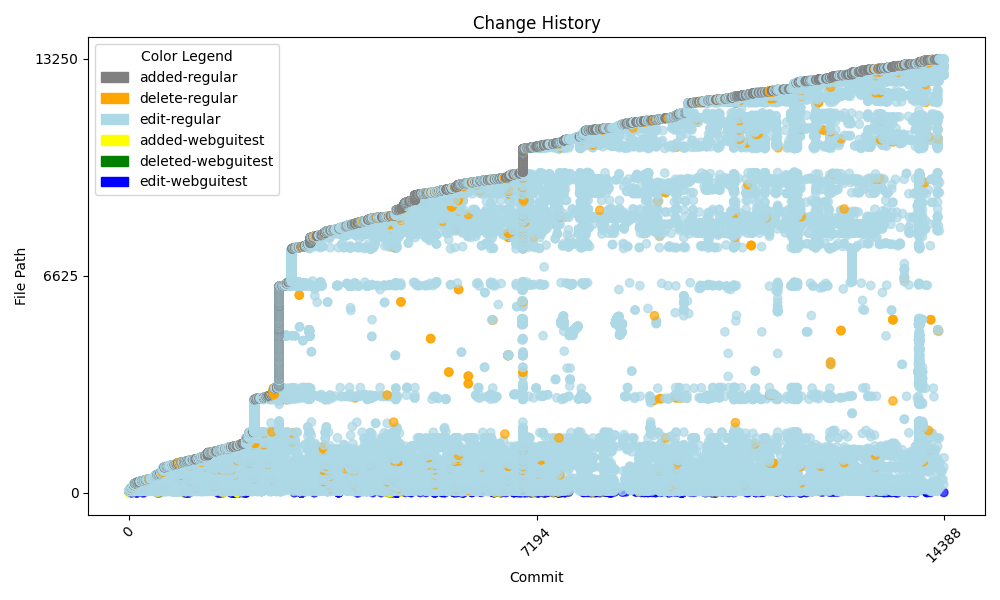 Change History
Color Legend
added-regular
delete-regular
edit-regular
added-webguitest
deleted-webguitest
edit-webguitest
File Path
13250
6625
0
0
7194
14388
Commit